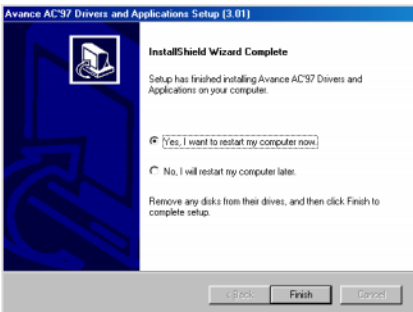 Avance AC'97 Drivers and Applications Setup (3.01)
InstallShield Wizard Complete
Setup has finished installing Avance AC'97 Drivers and
Applications on your computer.
Yes, I want to restart my computer now.
No, I will restart my computer later.
Remove any disks from their drives, and then click Finish to
complete setup.
< Back
Finish
Cancel